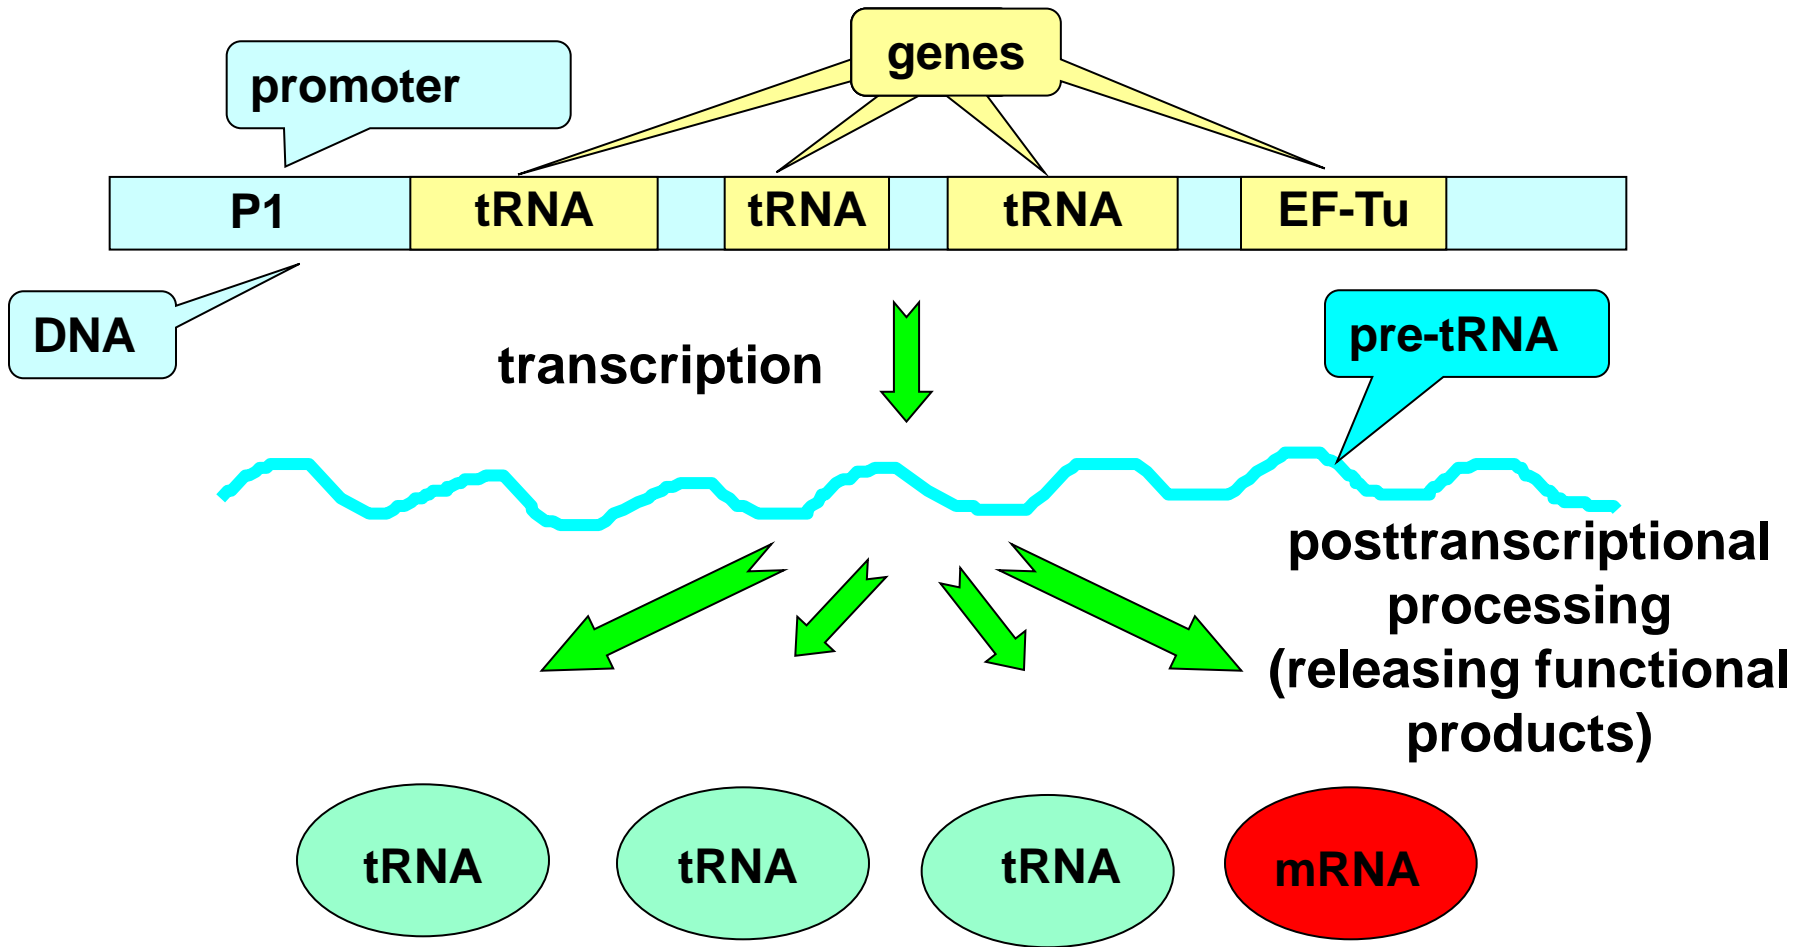 genes
promoter
P1
tRNA
tRNA
tRNA
EF-Tu
DNA
transcription
pre-tRNA
posttranscriptional
processing
(releasing functional
products)
tRNA
tRNA
tRNA
mRNA